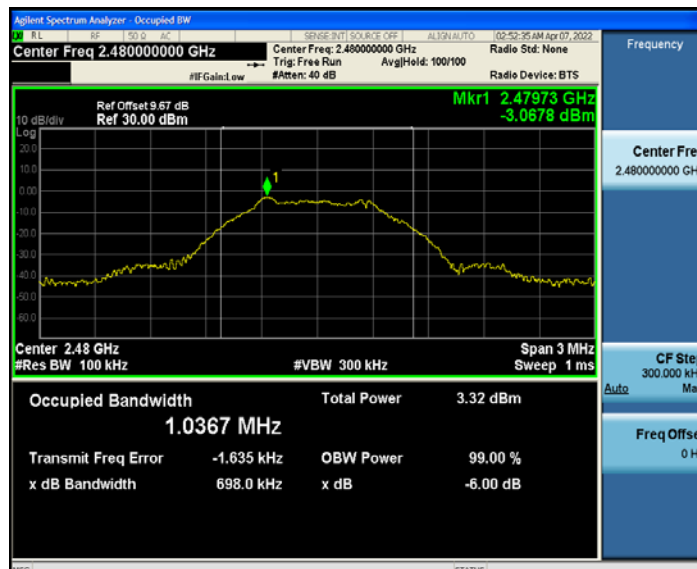 Agilent Spectrum Analyzer - Occupied BW
RL RF 50 Ω AC SENSE:INT SOURCE OFF ALIGN AUTO 02:52:35 AM Apr 07, 2022
Center Freq 2.480000000 GHz
Center Freq: 2.480000000 GHz
Radio Std: None
Trig: Free Run Avg|Hold: 100/100
#IFGain:Low #Atten: 40 dB Radio Device: BTS
Frequency
Mkr1 2.47973 GHz
-3.0678 dBm
Ref Offset 9.67 dB
10 dB/div Ref 30.00 dBm
Log
20.0
10.0
0.00
-10.0
-20.0
-30.0
-40.0
-50.0
-60.0
1
Center 2.48 GHz Span 3 MHz
#Res BW 100 kHz #VBW 300 kHz Sweep 1 ms
Occupied Bandwidth Total Power 3.32 dBm
1.0367 MHz
Transmit Freq Error -1.635 kHz OBW Power 99.00 %
x dB Bandwidth 698.0 kHz x dB -6.00 dB
Center Fre
2.480000000 GH
CF Ste
300.000 kH
Auto Ma
Freq Offse
0 H